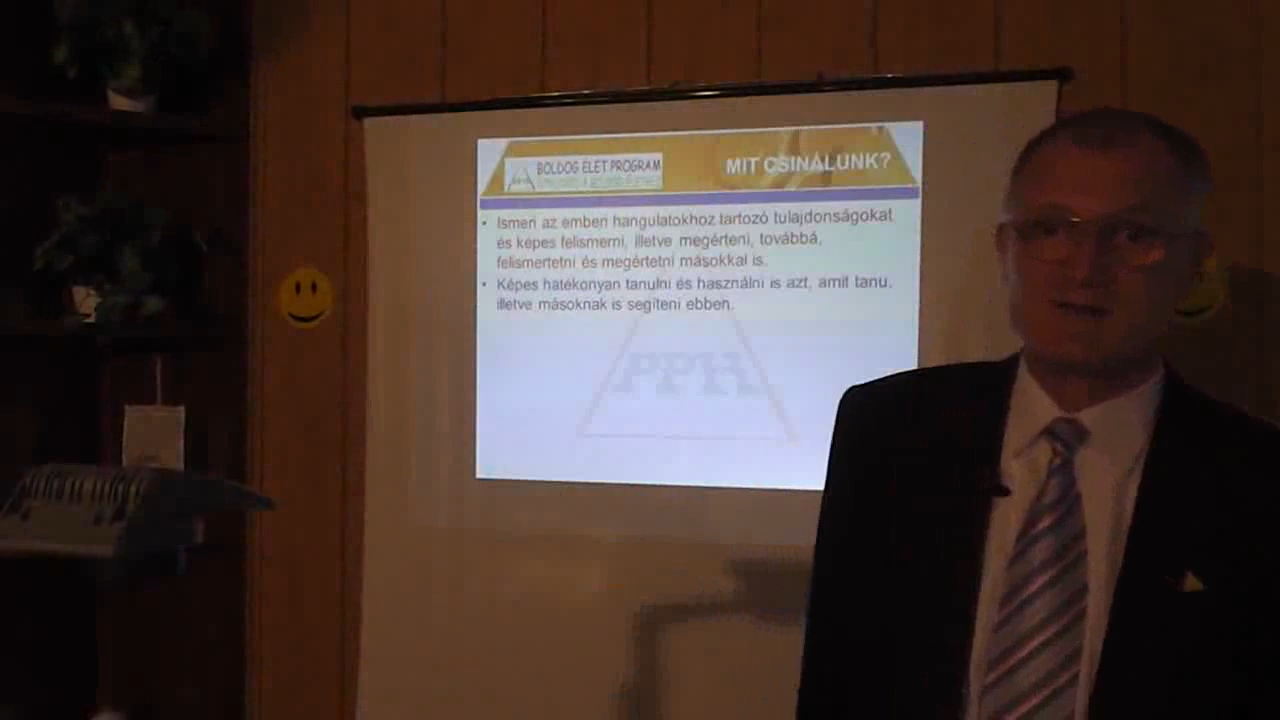 BOLDOG ÉLET PROGRAM
MIT CSINÁLUNK?
• Ismeri az emberi hangulatokhoz tartozó tulajdonságokat
és képes felismerni, illetve megérteni, továbbá,
felismertetni és megértetni másokkal is.
• Képes hatékonyan tanulni és használni is azt, amit tanul,
illetve másoknak is segíteni ebben.
PPH